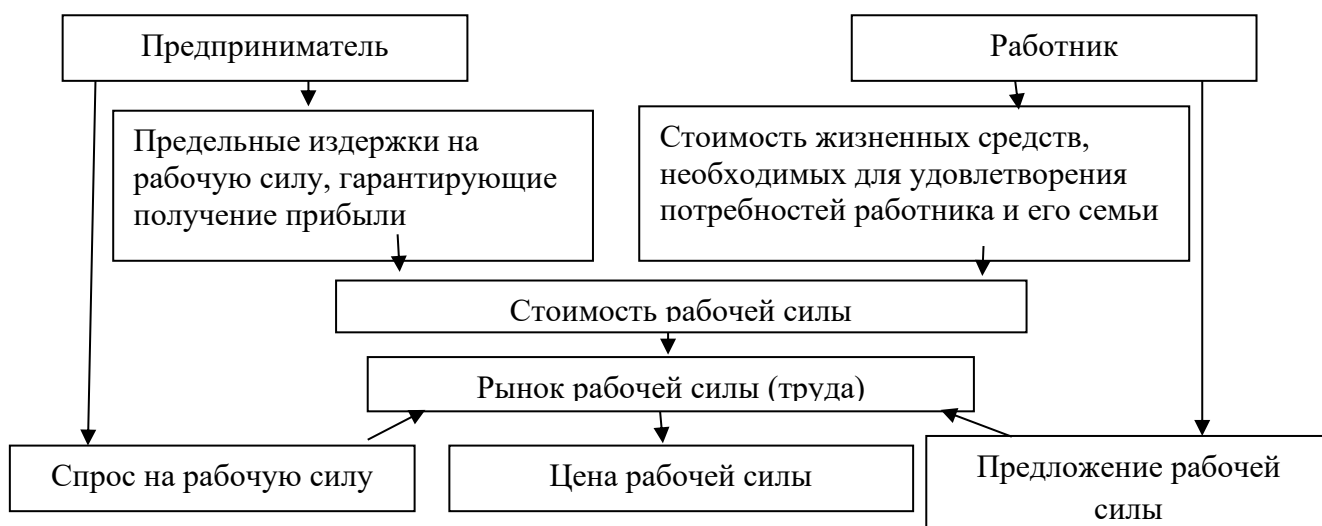 Предприниматель
Работник
Предельные издержки на
рабочую силу, гарантирующие
получение прибыли
Стоимость жизненных средств,
необходимых для удовлетворения
потребностей работника и его семьи
Стоимость рабочей силы
Рынок рабочей силы (труда)
Спрос на рабочую силу
Цена рабочей силы
Предложение рабочей
силы